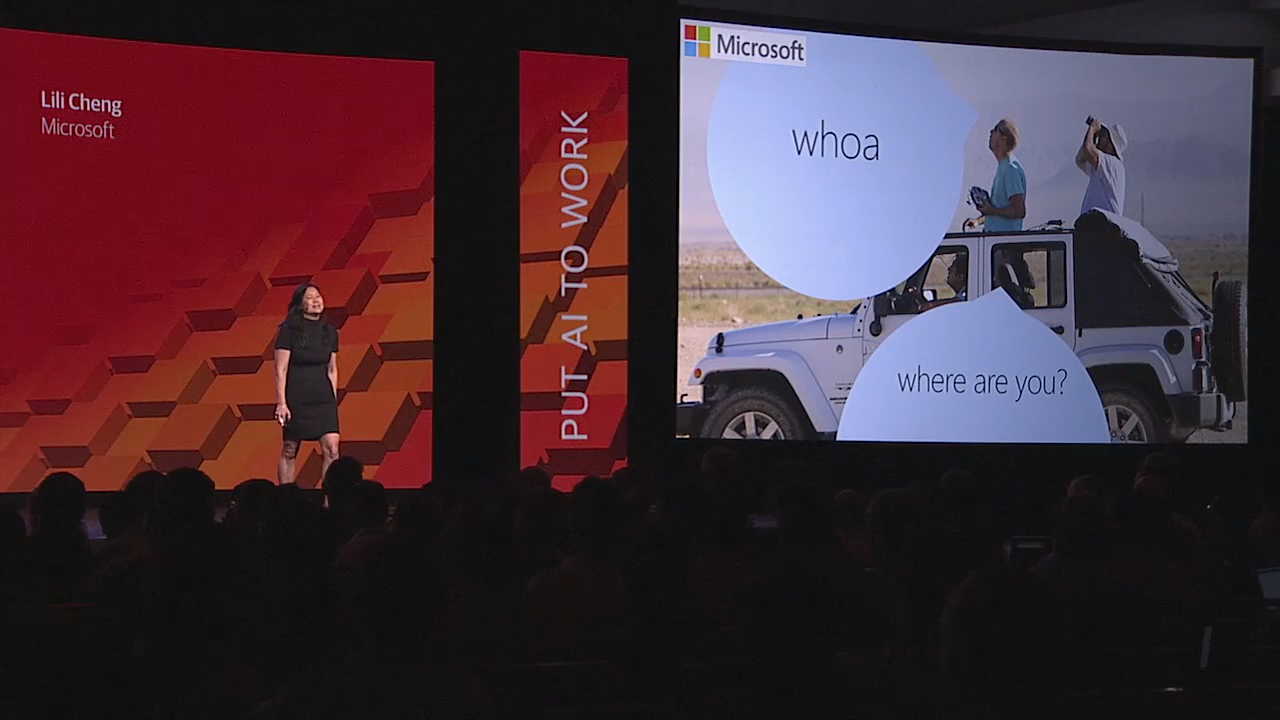 Lili Cheng
Microsoft
PUT AI TO WORK
Microsoft
whoa
where are you?